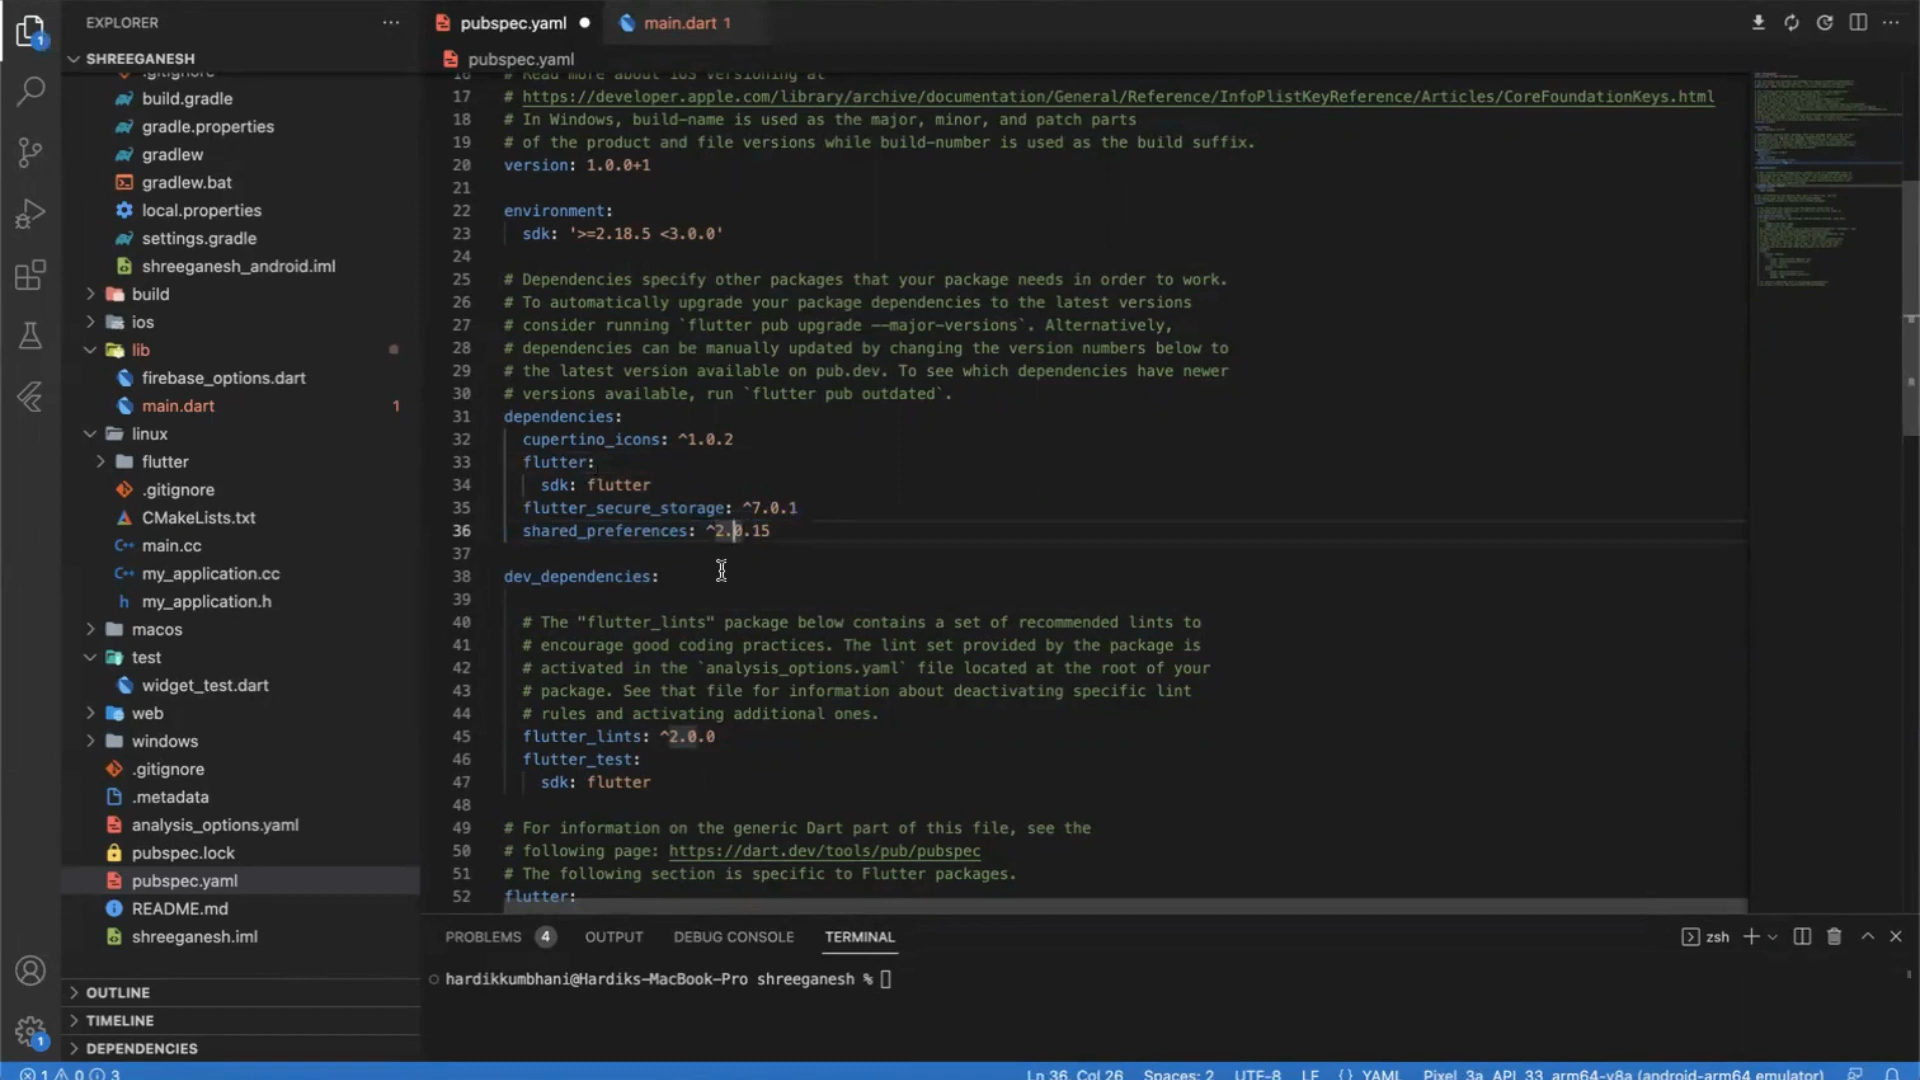 EXPLORER
SHREEGANESH
.gitignore
build.gradle
gradle.properties
gradlew
gradlew.bat
local.properties
settings.gradle
shreeganesh_android.iml
build
ios
lib
firebase_options.dart
main.dart 1
linux
flutter
.gitignore
CMakeLists.txt
main.cc
my_application.cc
my_application.h
macos
test
widget_test.dart
web
windows
.gitignore
.metadata
analysis_options.yaml
pubspec.lock
pubspec.yaml
README.md
shreeganesh.iml
OUTLINE
TIMELINE
DEPENDENCIES
1
1
pubspec.yaml
main.dart 1
pubspec.yaml
16 # Read more about iOS versioning at
17 # https://developer.apple.com/library/archive/documentation/General/Reference/InfoPlistKeyReference/Articles/CoreFoundationKeys.html
18 # In Windows, build-name is used as the major, minor, and patch parts
19 # of the product and file versions while build-number is used as the build suffix.
20 version: 1.0.0+1
21
22 environment:
23 sdk: '>=2.18.5 <3.0.0'
24
25 # Dependencies specify other packages that your package needs in order to work.
26 # To automatically upgrade your package dependencies to the latest versions
27 # consider running `flutter pub upgrade --major-versions`. Alternatively,
28 # dependencies can be manually updated by changing the version numbers below to
29 # the latest version available on pub.dev. To see which dependencies have newer
30 # versions available, run `flutter pub outdated`.
31 dependencies:
32 cupertino_icons: ^1.0.2
33 flutter:
34 sdk: flutter
35 flutter_secure_storage: ^7.0.1
36 shared_preferences: ^2.0.15
37
38 dev_dependencies:
39
40 # The "flutter_lints" package below contains a set of recommended lints to
41 # encourage good coding practices. The lint set provided by the package is
42 # activated in the `analysis_options.yaml` file located at the root of your
43 # package. See that file for information about deactivating specific lint
44 # rules and activating additional ones.
45 flutter_lints: ^2.0.0
46 flutter_test:
47 sdk: flutter
48
49 # For information on the generic Dart part of this file, see the
50 # following page: https://dart.dev/tools/pub/pubspec
51 # The following section is specific to Flutter packages.
52 flutter:
PROBLEMS 4 OUTPUT DEBUG CONSOLE TERMINAL
zsh
hardikkumbhani@Hardiks-MacBook-Pro shreeganesh %
1 0 3
Ln 36, Col 26 Spaces: 2 UTF-8 LF {} YAML Pixel_3a_API_33_arm64-v8a (android-arm64 emulator)